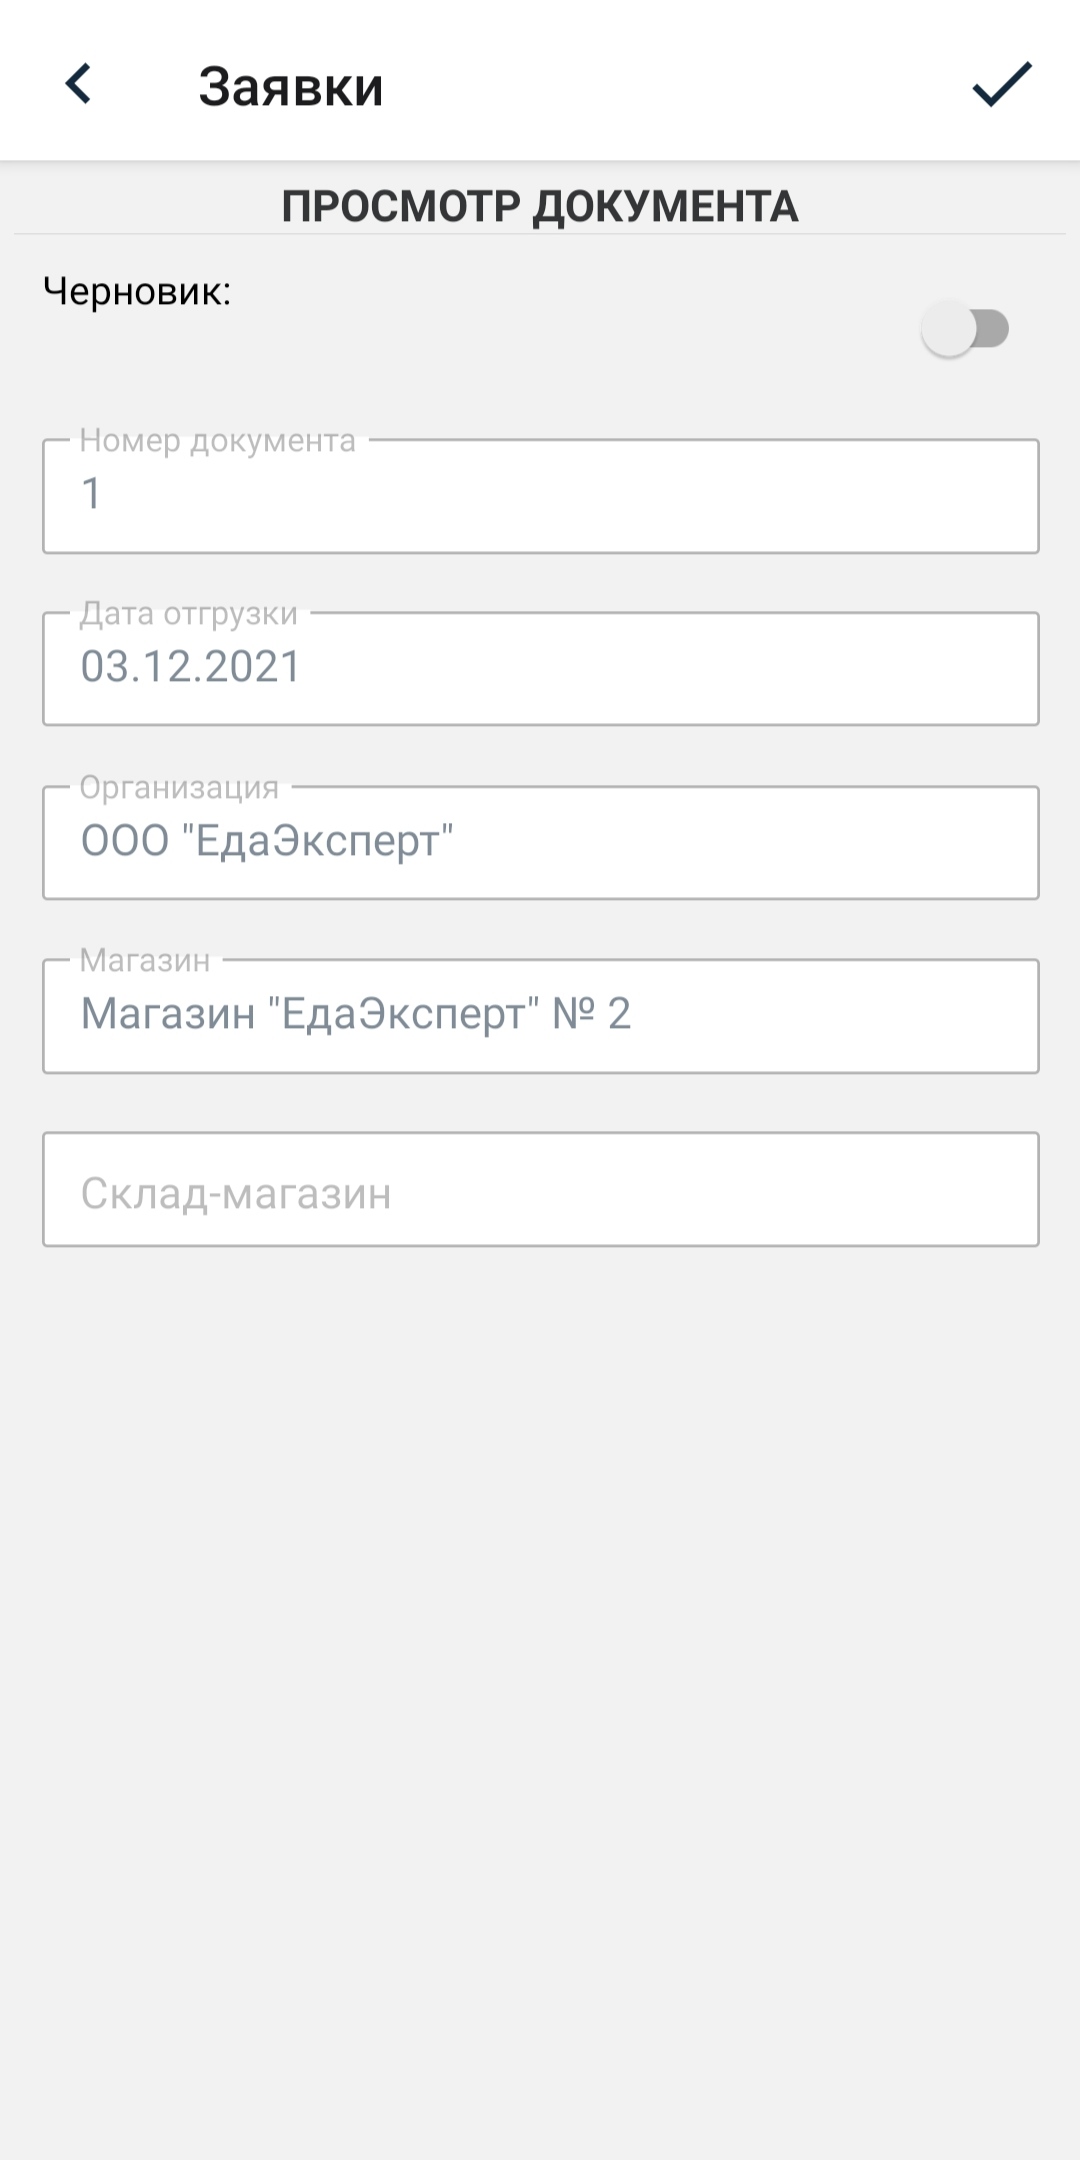 Заявки
ПРОСМОТР ДОКУМЕНТА
Черновик:
Номер документа
1
Дата отгрузки
03.12.2021
Организация
ООО "ЕдаЭксперт"
Магазин
Магазин "ЕдаЭксперт" № 2
Склад-магазин